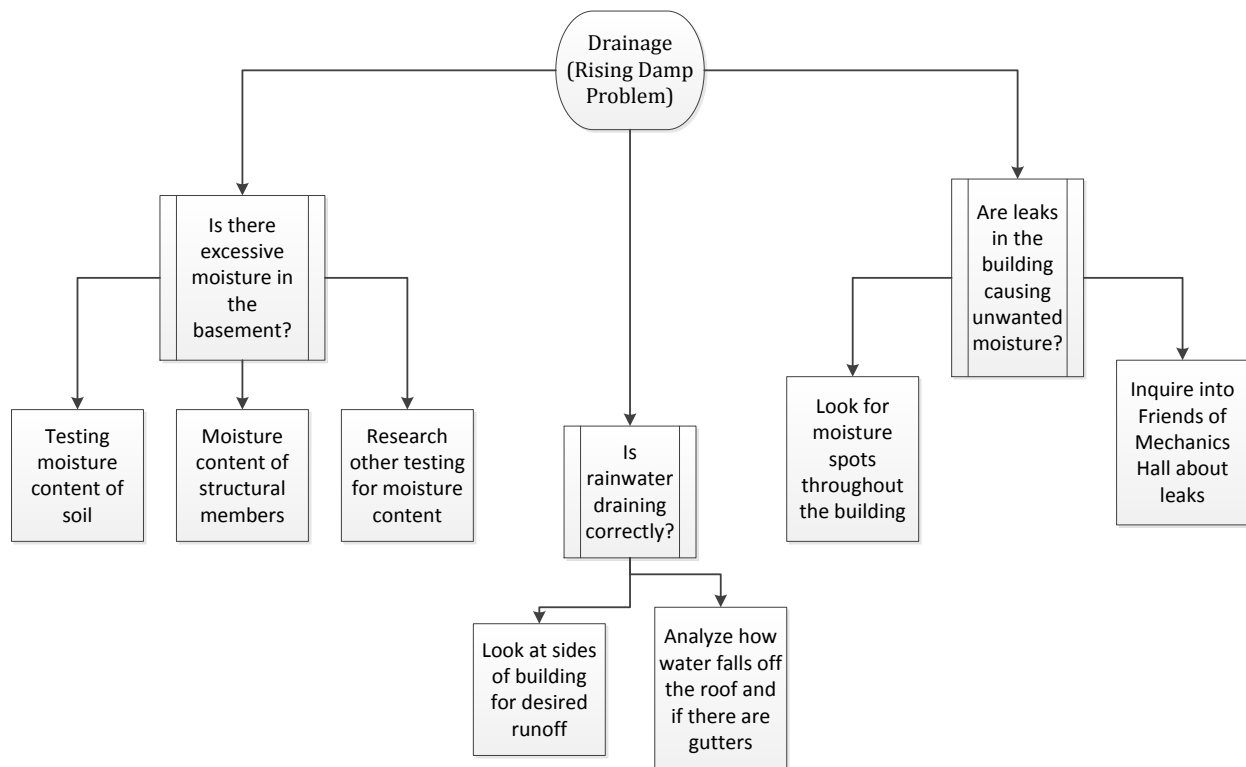 Drainage
(Rising Damp
Problem)
Is there
excessive
moisture in
the
basement?
Testing
moisture
content of
soil
Moisture
content of
structural
members
Research
other testing
for moisture
content
Is
rainwater
draining
correctly?
Look at sides
of building
for desired
runoff
Analyze how
water falls off
the roof and
if there are
gutters
Are leaks
in the
building
causing
unwanted
moisture?
Look for
moisture
spots
throughout
the building
Inquire into
Friends of
Mechanics
Hall about
leaks